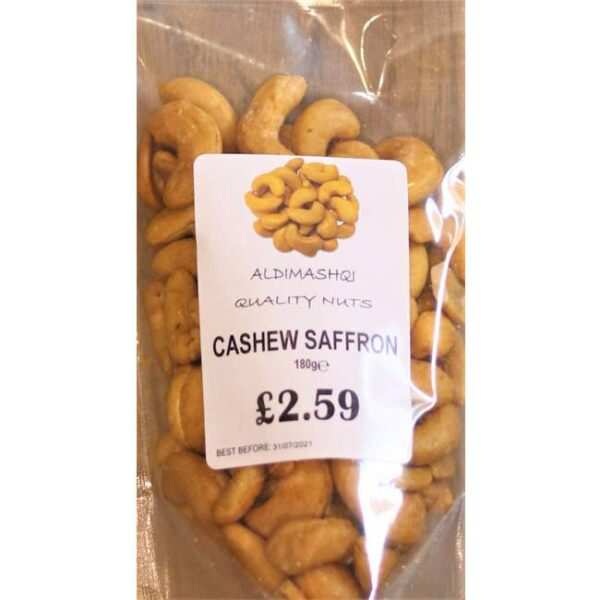 ALDIMASHQI
QUALITY NUTS
CASHEW SAFFRON
180g℮
£2.59
BEST BEFORE: 31/07/2021